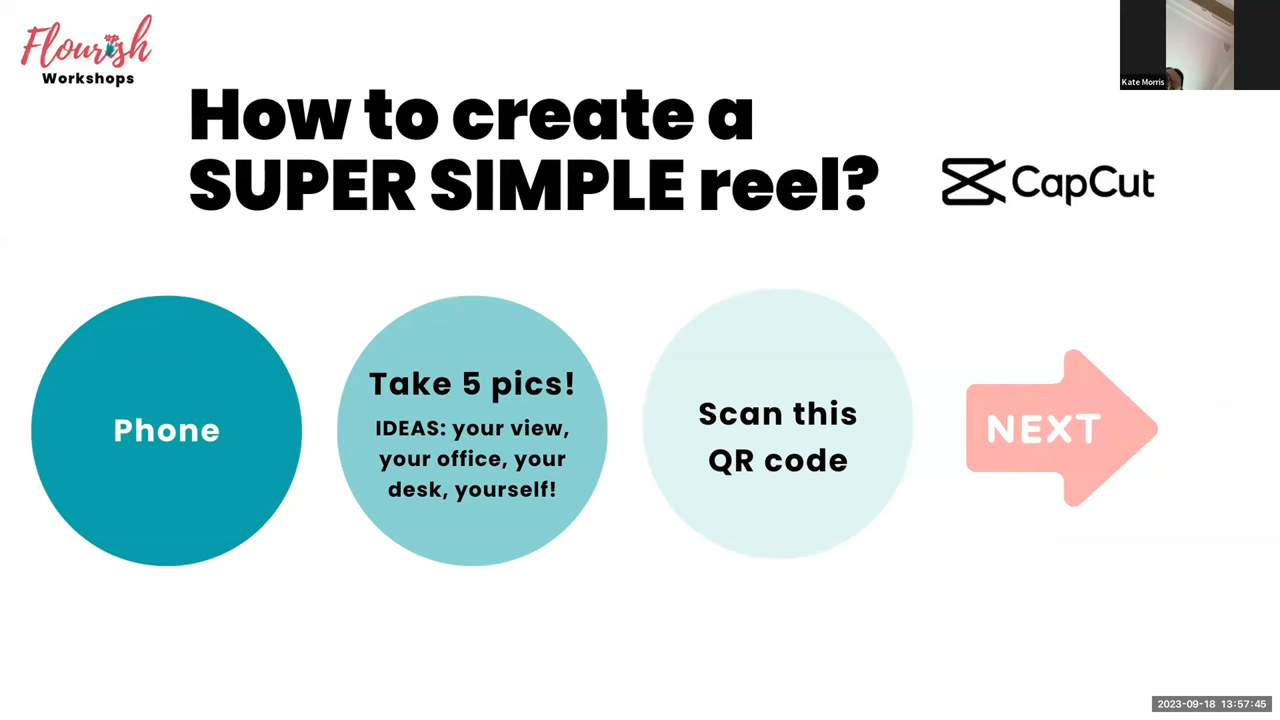 Flourish
Workshops
Kate Morris
How to create a
SUPER SIMPLE reel?
CapCut
Phone
Take 5 pics!
IDEAS: your view,
your office, your
desk, yourself!
Scan this
QR code
NEXT
2023-09-18 13:57:45